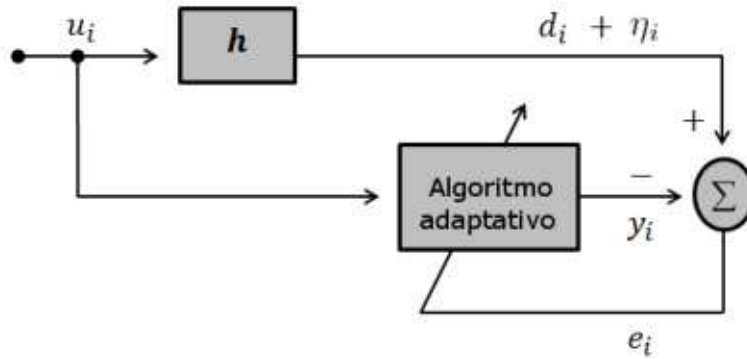 u_i
h
d_i + η_i
+
Algoritmo
adaptativo
−
y_i
Σ
e_i